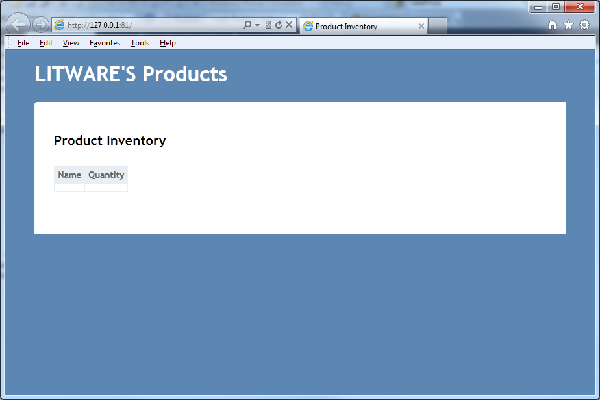 http://127.0.0.1:81/
Product Inventory
File Edit View Favorites Tools Help
LITWARE'S Products
Product Inventory
Name Quantity